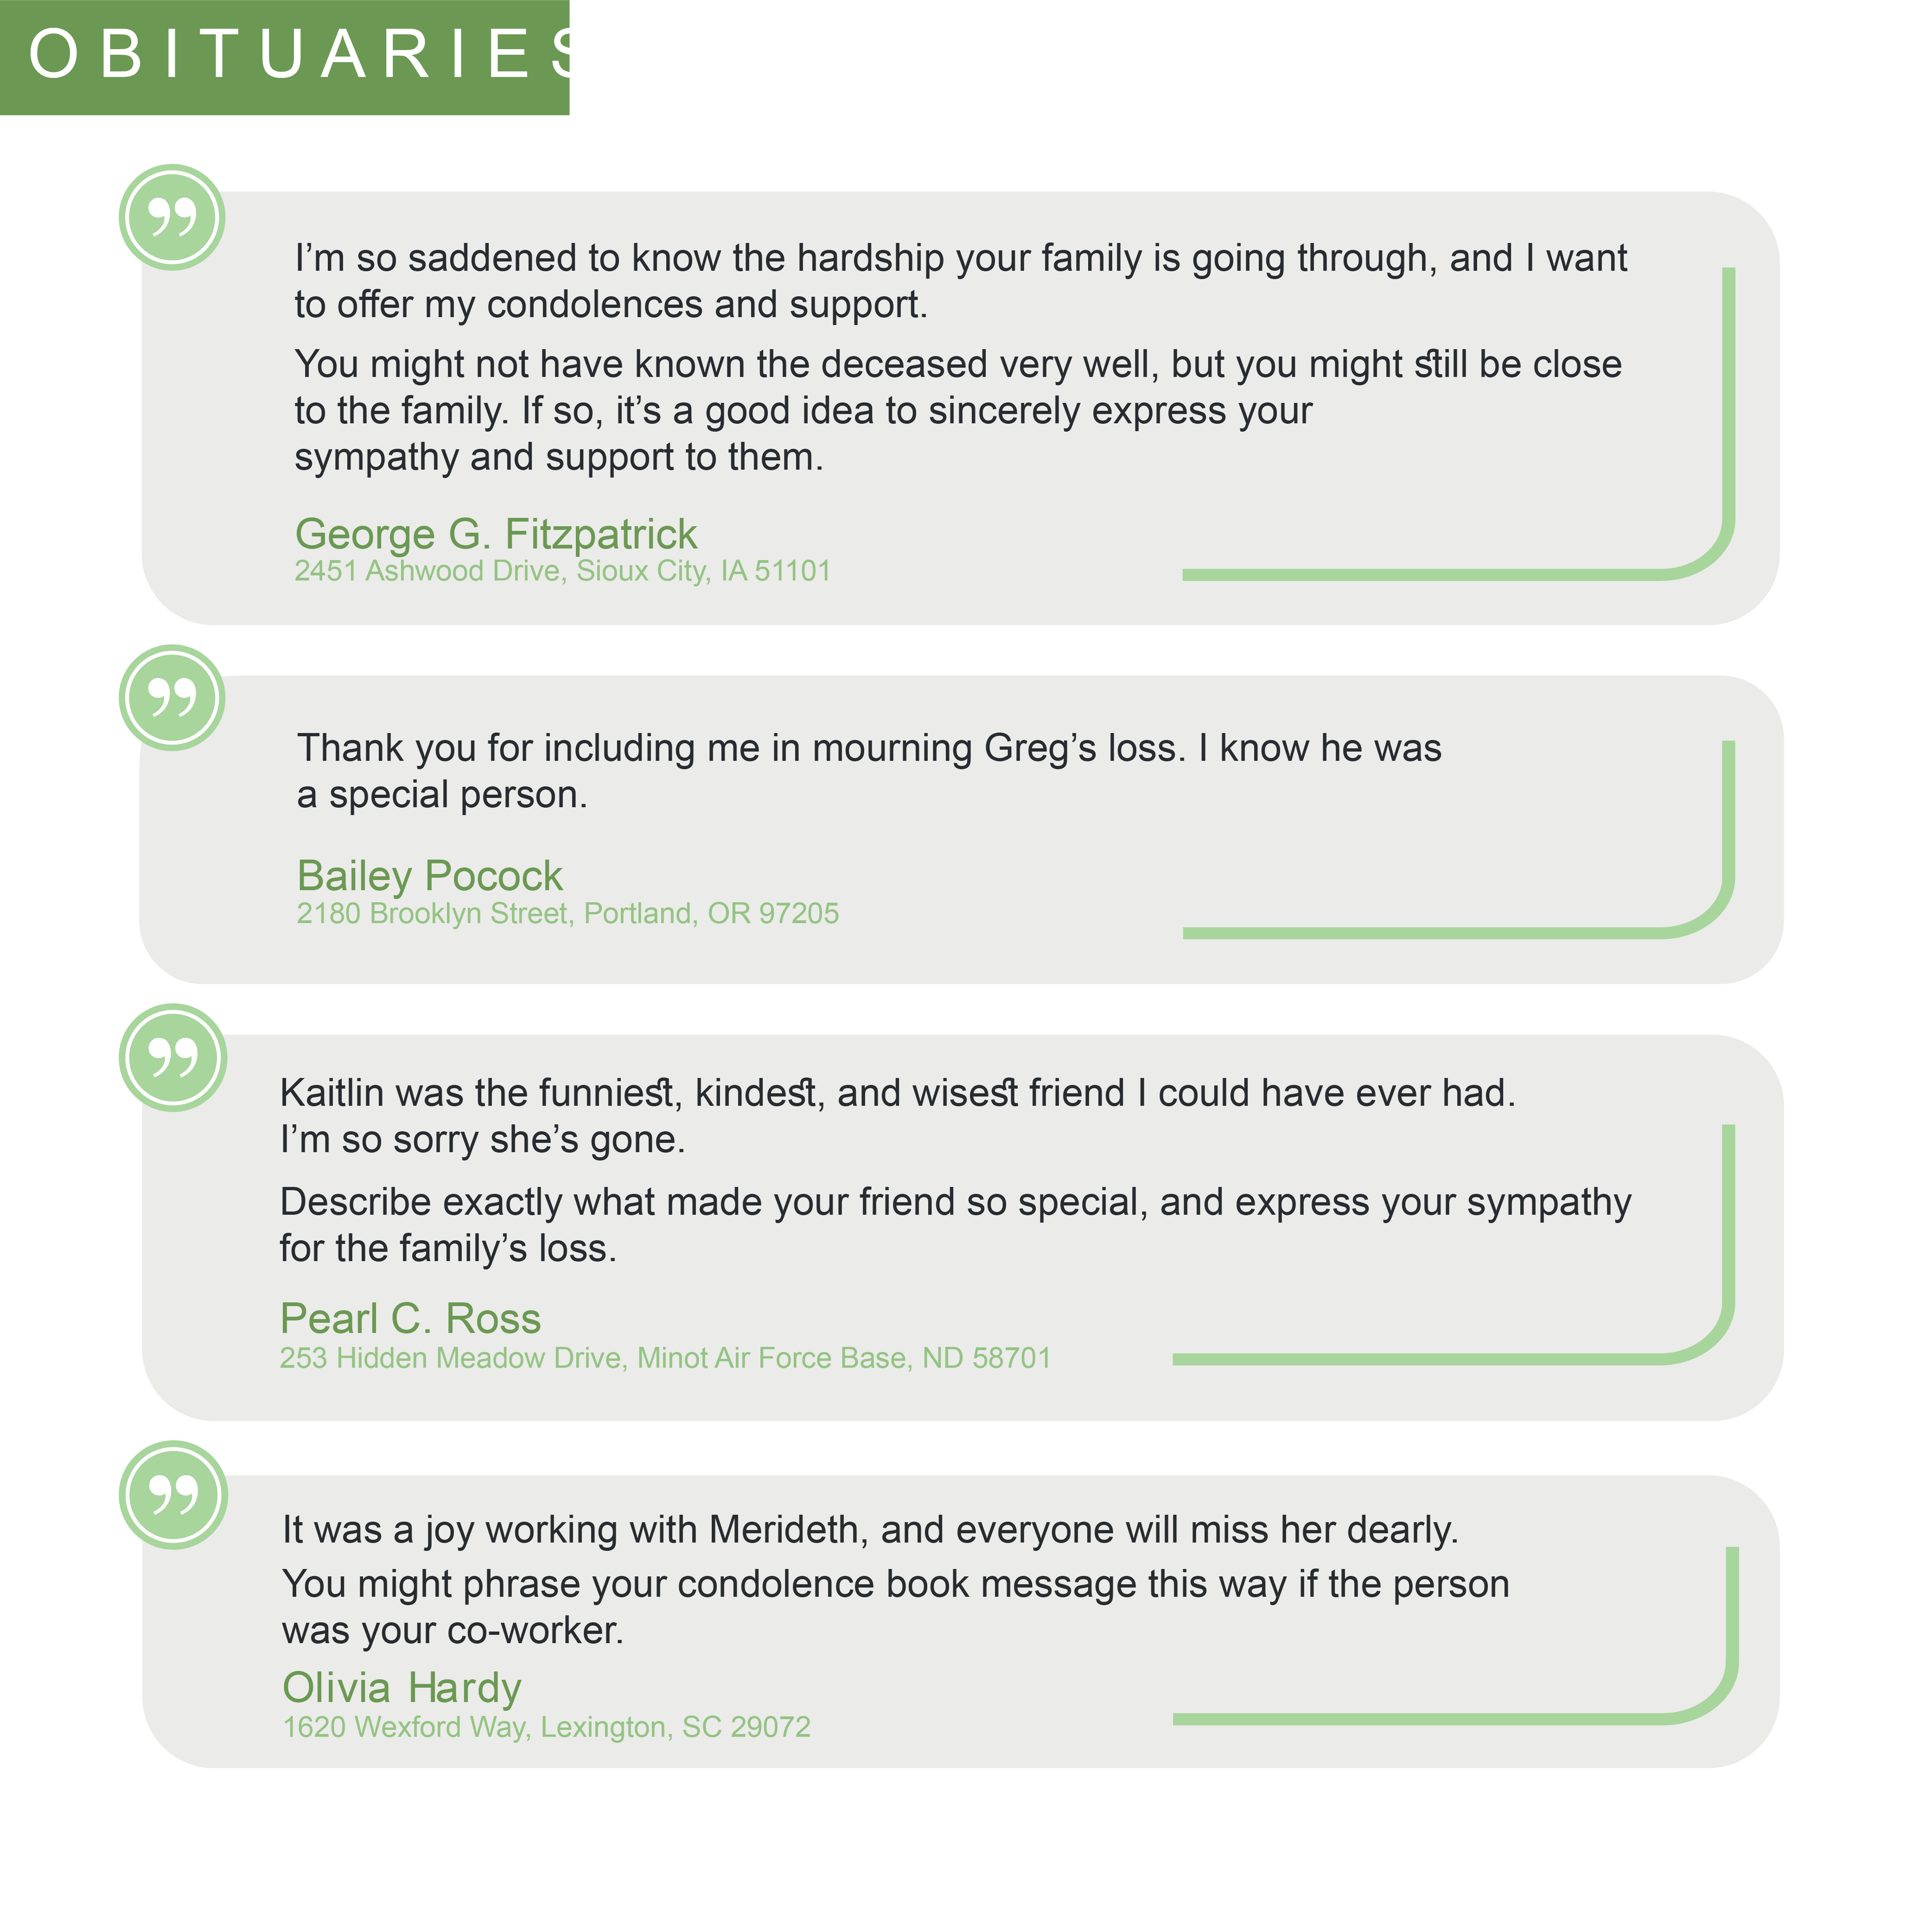 OBITUARIES
I’m so saddened to know the hardship your family is going through, and I want
to offer my condolences and support.
You might not have known the deceased very well, but you might still be close
to the family. If so, it’s a good idea to sincerely express your
sympathy and support to them.
George G. Fitzpatrick
2451 Ashwood Drive, Sioux City, IA 51101
Thank you for including me in mourning Greg’s loss. I know he was
a special person.
Bailey Pocock
2180 Brooklyn Street, Portland, OR 97205
Kaitlin was the funniest, kindest, and wisest friend I could have ever had.
I’m so sorry she’s gone.
Describe exactly what made your friend so special, and express your sympathy
for the family’s loss.
Pearl C. Ross
253 Hidden Meadow Drive, Minot Air Force Base, ND 58701
It was a joy working with Merideth, and everyone will miss her dearly.
You might phrase your condolence book message this way if the person
was your co-worker.
Olivia Hardy
1620 Wexford Way, Lexington, SC 29072